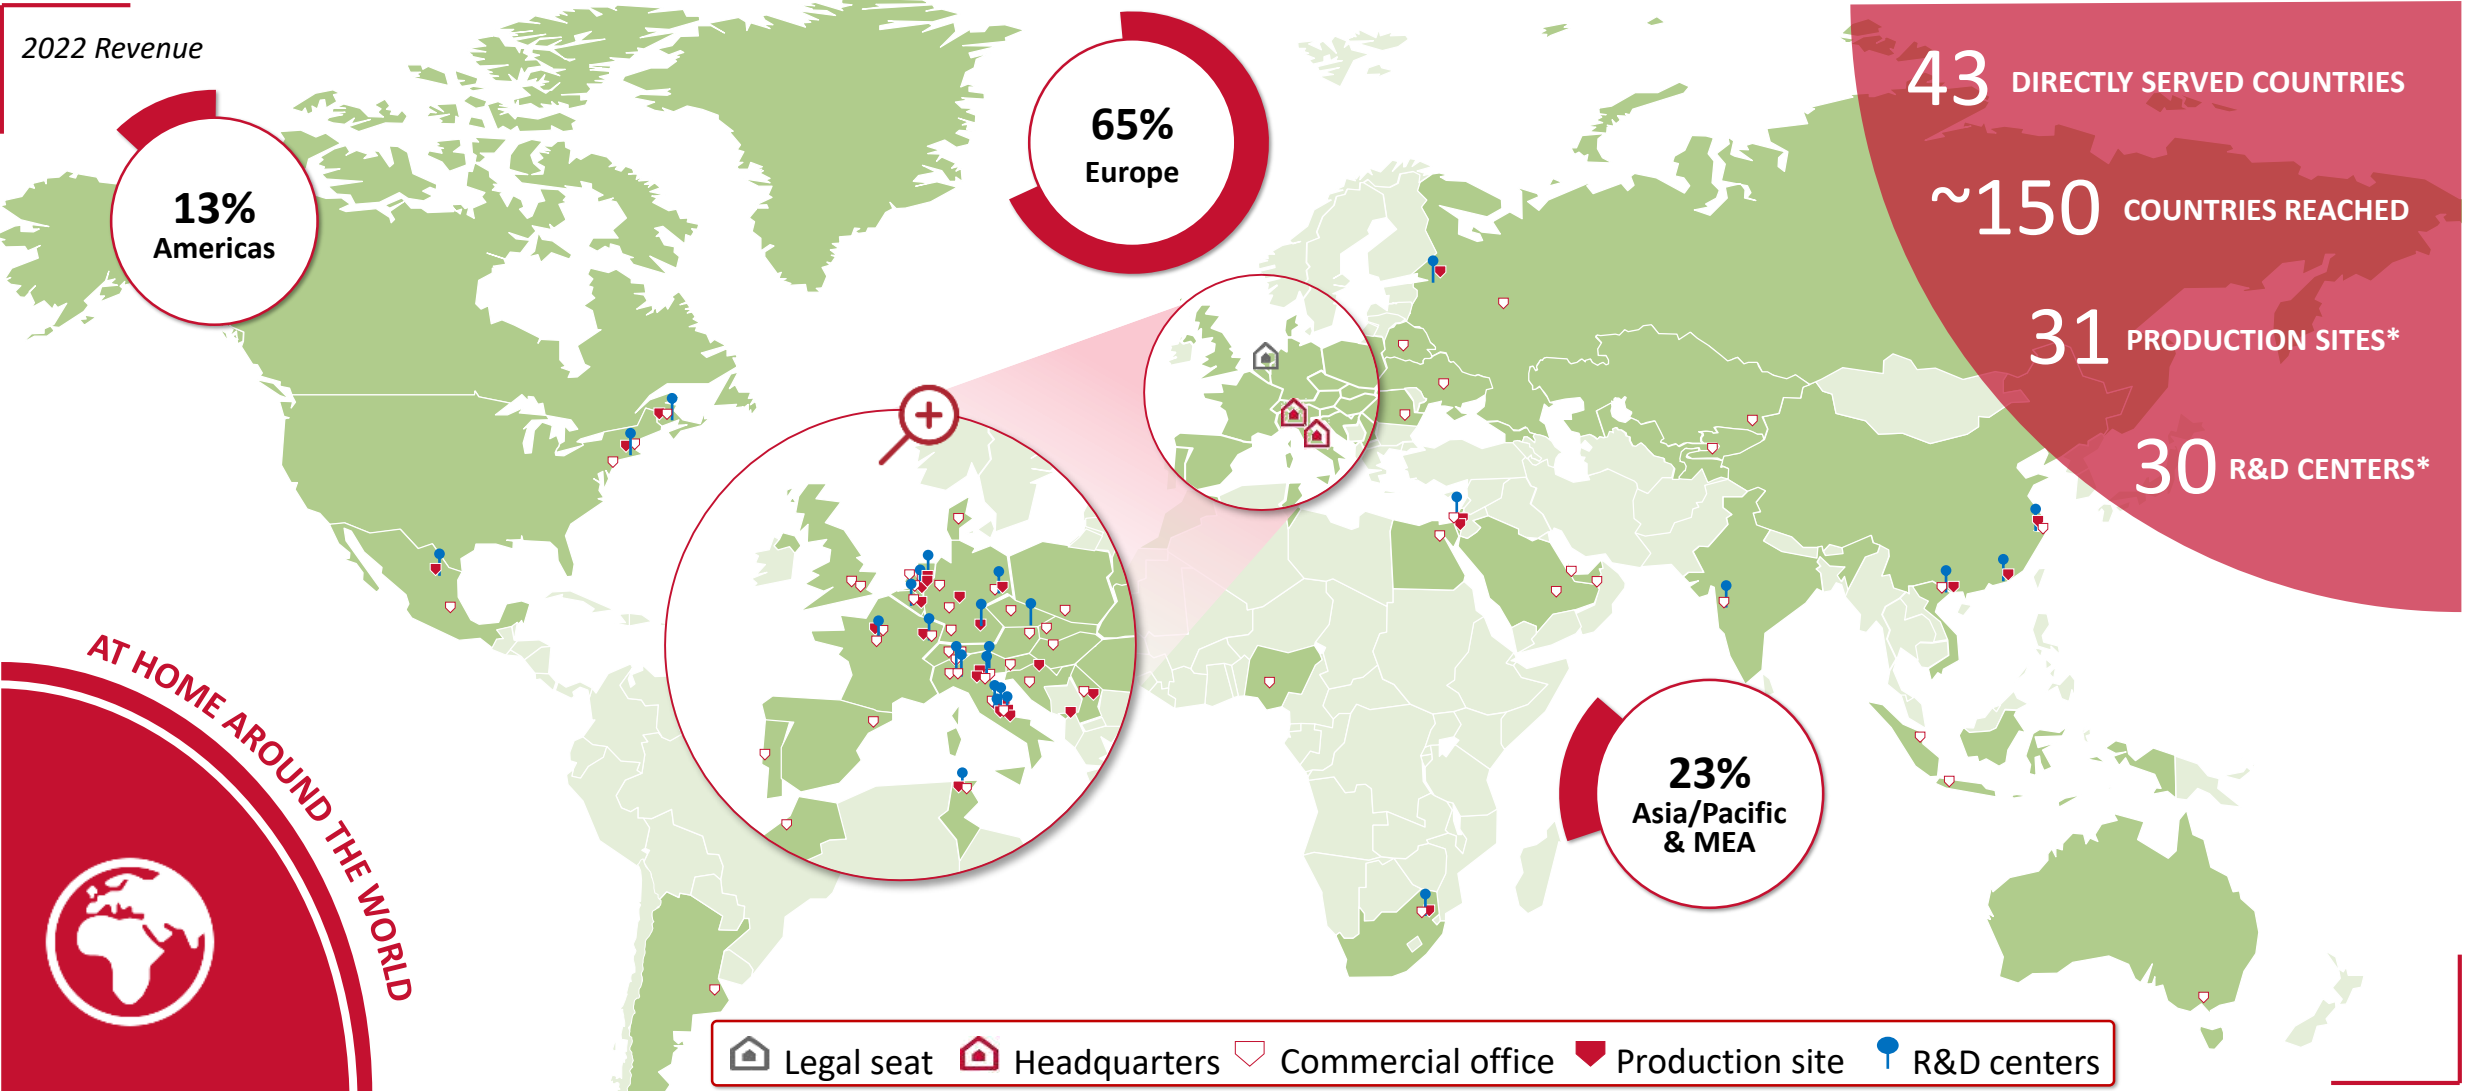 2022 Revenue
13%
Americas
65%
Europe
43 DIRECTLY SERVED COUNTRIES
~150 COUNTRIES REACHED
31 PRODUCTION SITES*
30 R&D CENTERS*
23%
Asia/Pacific
& MEA
AT HOME AROUND THE WORLD
Legal seat Headquarters Commercial office Production site R&D centers